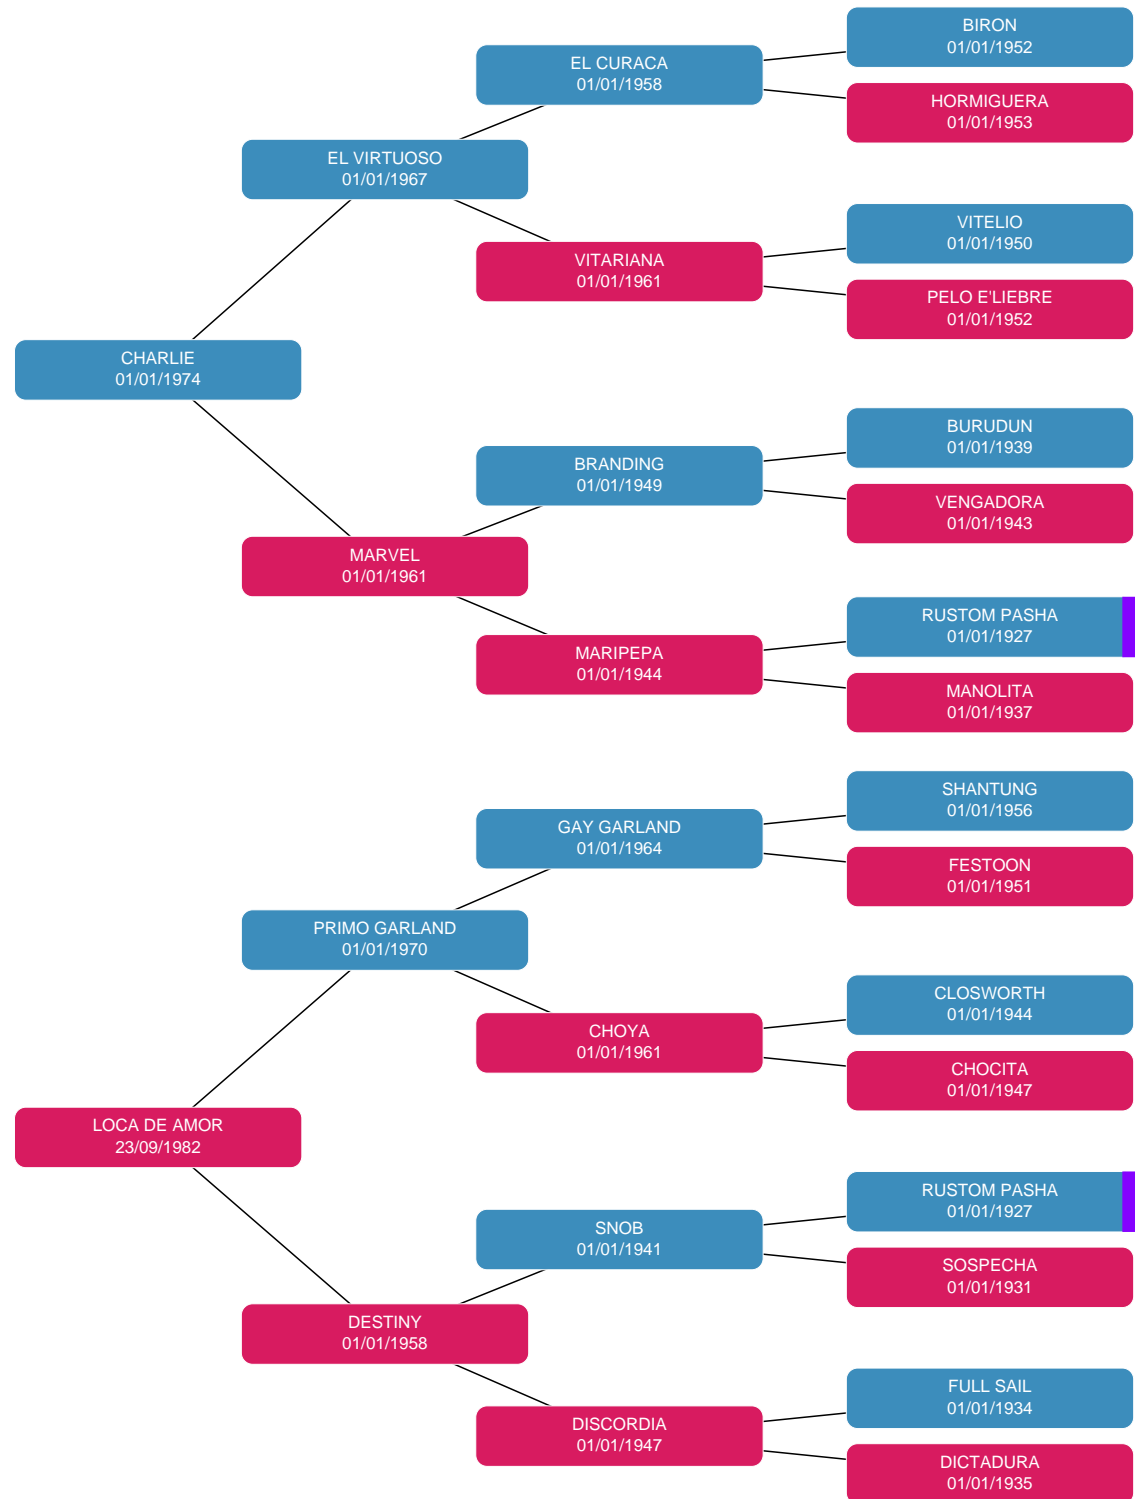 BIRON
01/01/1952
EL CURACA
01/01/1958
HORMIGUERA
01/01/1953
EL VIRTUOSO
01/01/1967
VITELIO
01/01/1950
VITARIANA
01/01/1961
PELO E'LIEBRE
01/01/1952
CHARLIE
01/01/1974
BURUDUN
01/01/1939
BRANDING
01/01/1949
VENGADORA
01/01/1943
MARVEL
01/01/1961
RUSTOM PASHA
01/01/1927
MARIPEPA
01/01/1944
MANOLITA
01/01/1937
SHANTUNG
01/01/1956
GAY GARLAND
01/01/1964
FESTOON
01/01/1951
PRIMO GARLAND
01/01/1970
CLOSWORTH
01/01/1944
CHOYA
01/01/1961
CHOCITA
01/01/1947
LOCA DE AMOR
23/09/1982
RUSTOM PASHA
01/01/1927
SNOB
01/01/1941
SOSPECHA
01/01/1931
DESTINY
01/01/1958
FULL SAIL
01/01/1934
DISCORDIA
01/01/1947
DICTADURA
01/01/1935